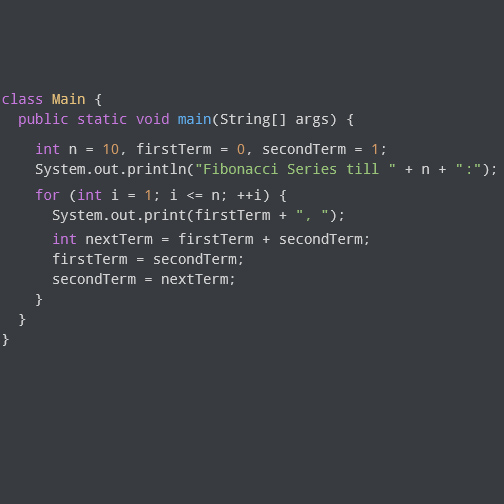 class Main {
  public static void main(String[] args) {
    int n = 10, firstTerm = 0, secondTerm = 1;
    System.out.println("Fibonacci Series till " + n + ":");
    for (int i = 1; i <= n; ++i) {
      System.out.print(firstTerm + ", ");
      int nextTerm = firstTerm + secondTerm;
      firstTerm = secondTerm;
      secondTerm = nextTerm;
    }
  }
}